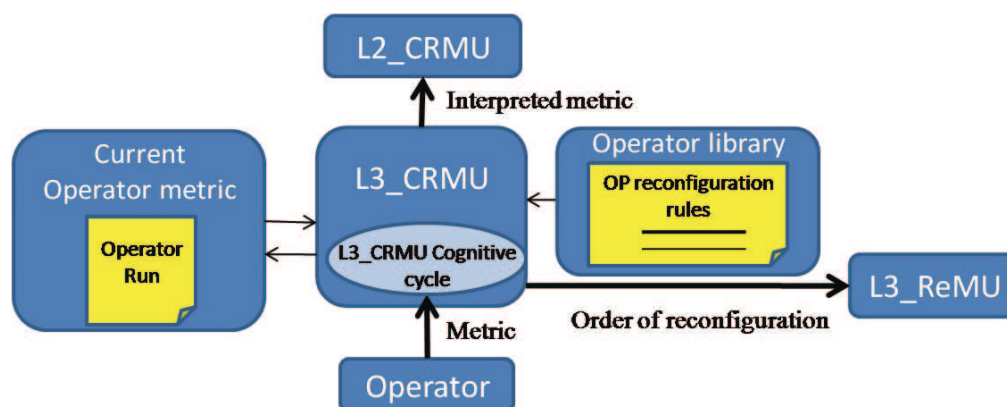 L2_CRMU
Interpreted metric
Current
Operator metric
Operator
Run
L3_CRMU
L3_CRMU Cognitive
cycle
Operator library
OP reconfiguration
rules
L3_ReMU
Order of reconfiguration
Metric
Operator